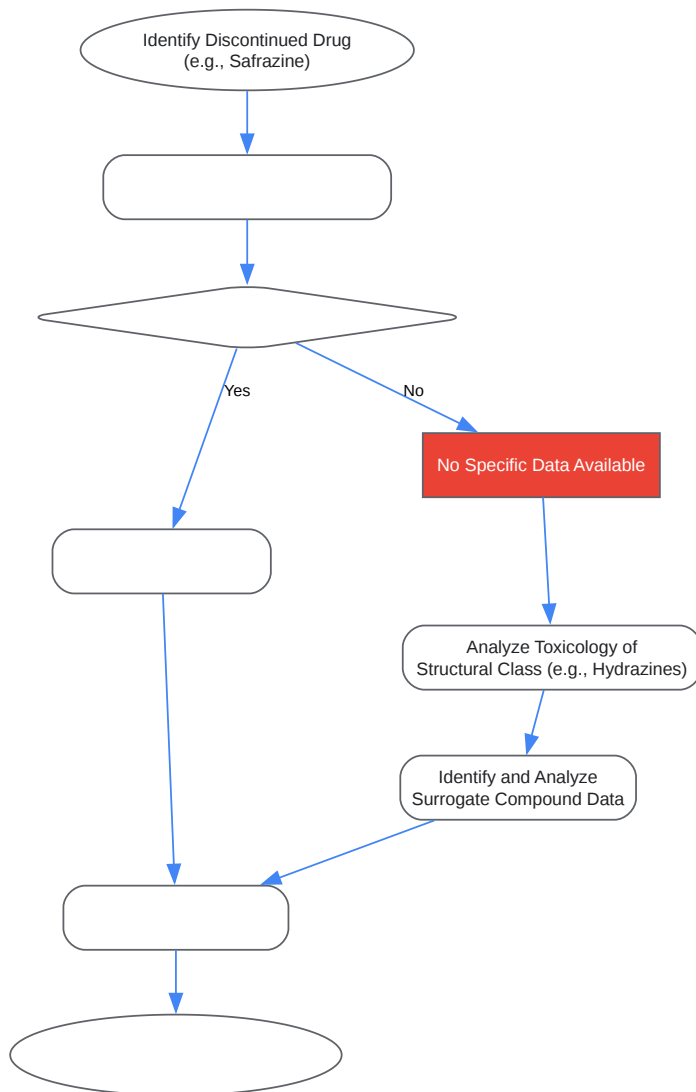 Identify Discontinued Drug
(e.g., Safrazine)
Yes
No
No Specific Data Available
Analyze Toxicology of
Structural Class (e.g., Hydrazines)
Identify and Analyze
Surrogate Compound Data